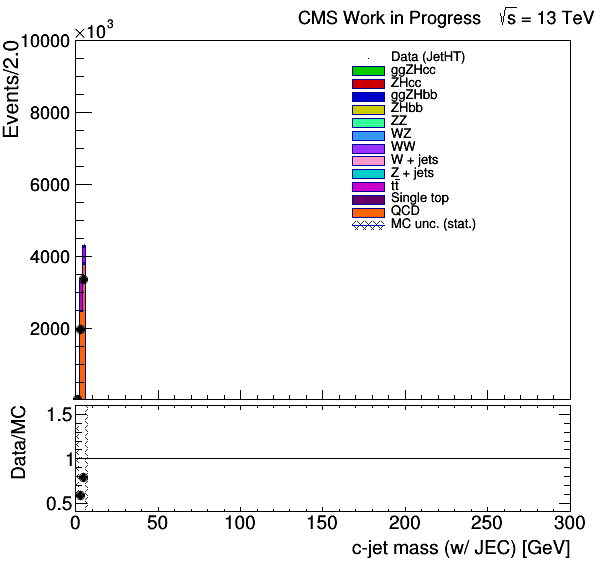 CMS Work in Progress √s = 13 TeV
×10³
Events/2.0
10000
8000
6000
4000
2000
Data (JetHT)
ggZHcc
ZHcc
ggZHbb
ZHbb
ZZ
WZ
WW
W + jets
Z + jets
tt̄
Single top
QCD
MC unc. (stat.)
Data/MC
1.5
1
0.5
0 50 100 150 200 250 300
c-jet mass (w/ JEC) [GeV]